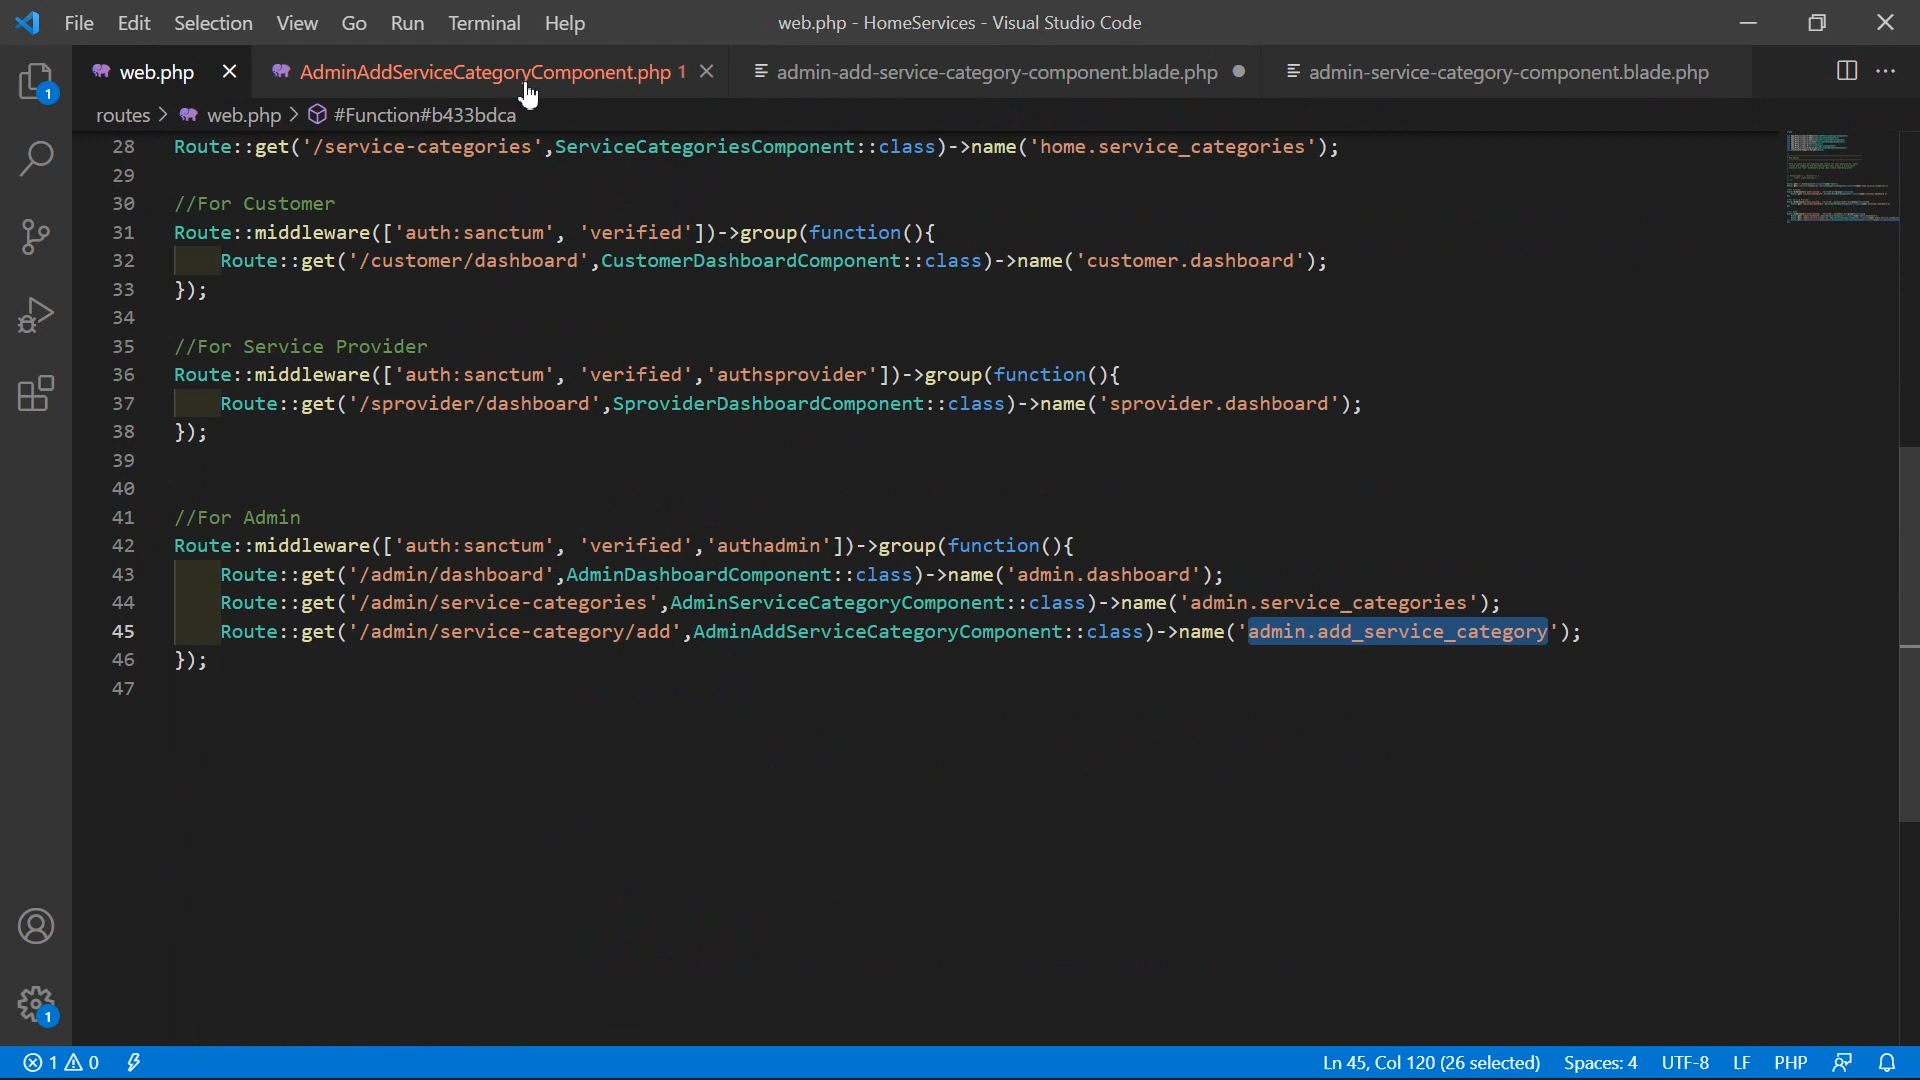 File Edit Selection View Go Run Terminal Help web.php - HomeServices - Visual Studio Code
web.php AdminAddServiceCategoryComponent.php 1 admin-add-service-category-component.blade.php admin-service-category-component.blade.php
1 routes > web.php > #Function#b433bdca
28 Route::get('/service-categories',ServiceCategoriesComponent::class)->name('home.service_categories');
29
30 //For Customer
31 Route::middleware(['auth:sanctum', 'verified'])->group(function(){
32 Route::get('/customer/dashboard',CustomerDashboardComponent::class)->name('customer.dashboard');
33 });
34
35 //For Service Provider
36 Route::middleware(['auth:sanctum', 'verified','authsprovider'])->group(function(){
37 Route::get('/sprovider/dashboard',SproviderDashboardComponent::class)->name('sprovider.dashboard');
38 });
39
40
41 //For Admin
42 Route::middleware(['auth:sanctum', 'verified','authadmin'])->group(function(){
43 Route::get('/admin/dashboard',AdminDashboardComponent::class)->name('admin.dashboard');
44 Route::get('/admin/service-categories',AdminServiceCategoryComponent::class)->name('admin.service_categories');
45 Route::get('/admin/service-category/add',AdminAddServiceCategoryComponent::class)->name('admin.add_service_category');
46 });
47
1
1 0 Ln 45, Col 120 (26 selected) Spaces: 4 UTF-8 LF PHP